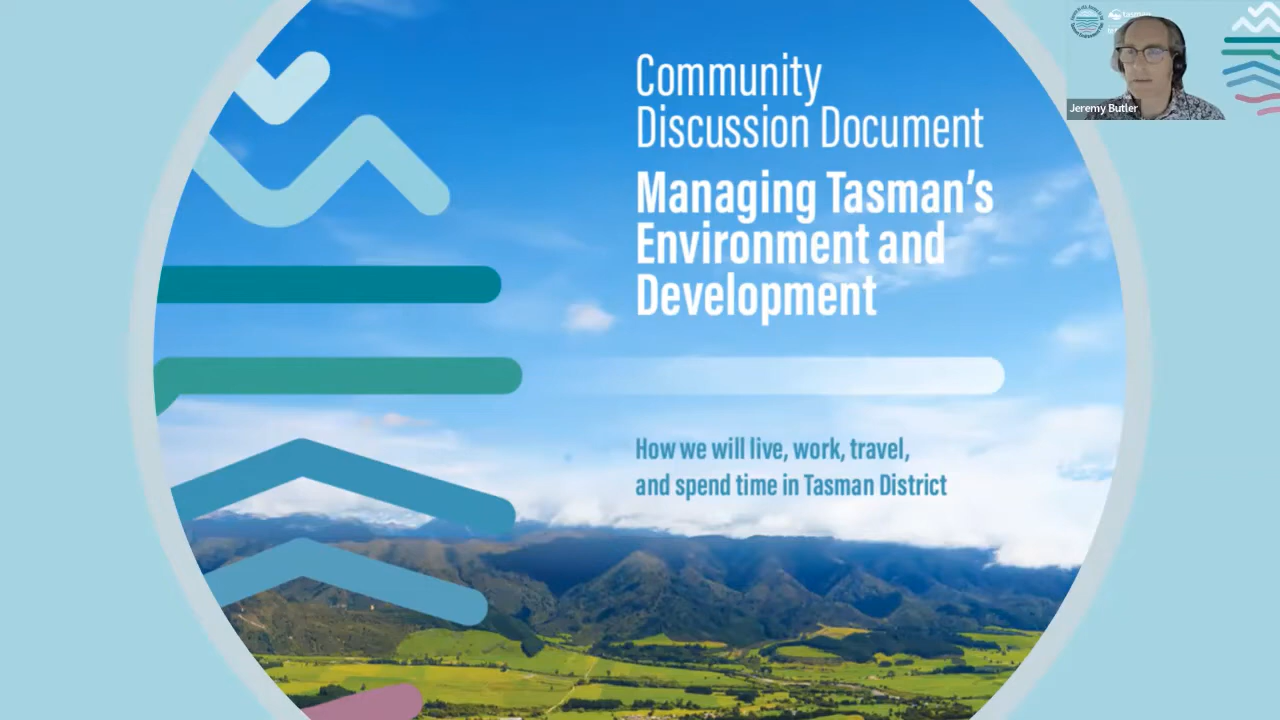 Community
Discussion Document
Managing Tasman's
Environment and
Development
How we will live, work, travel,
and spend time in Tasman District
tasman
Jeremy Butler